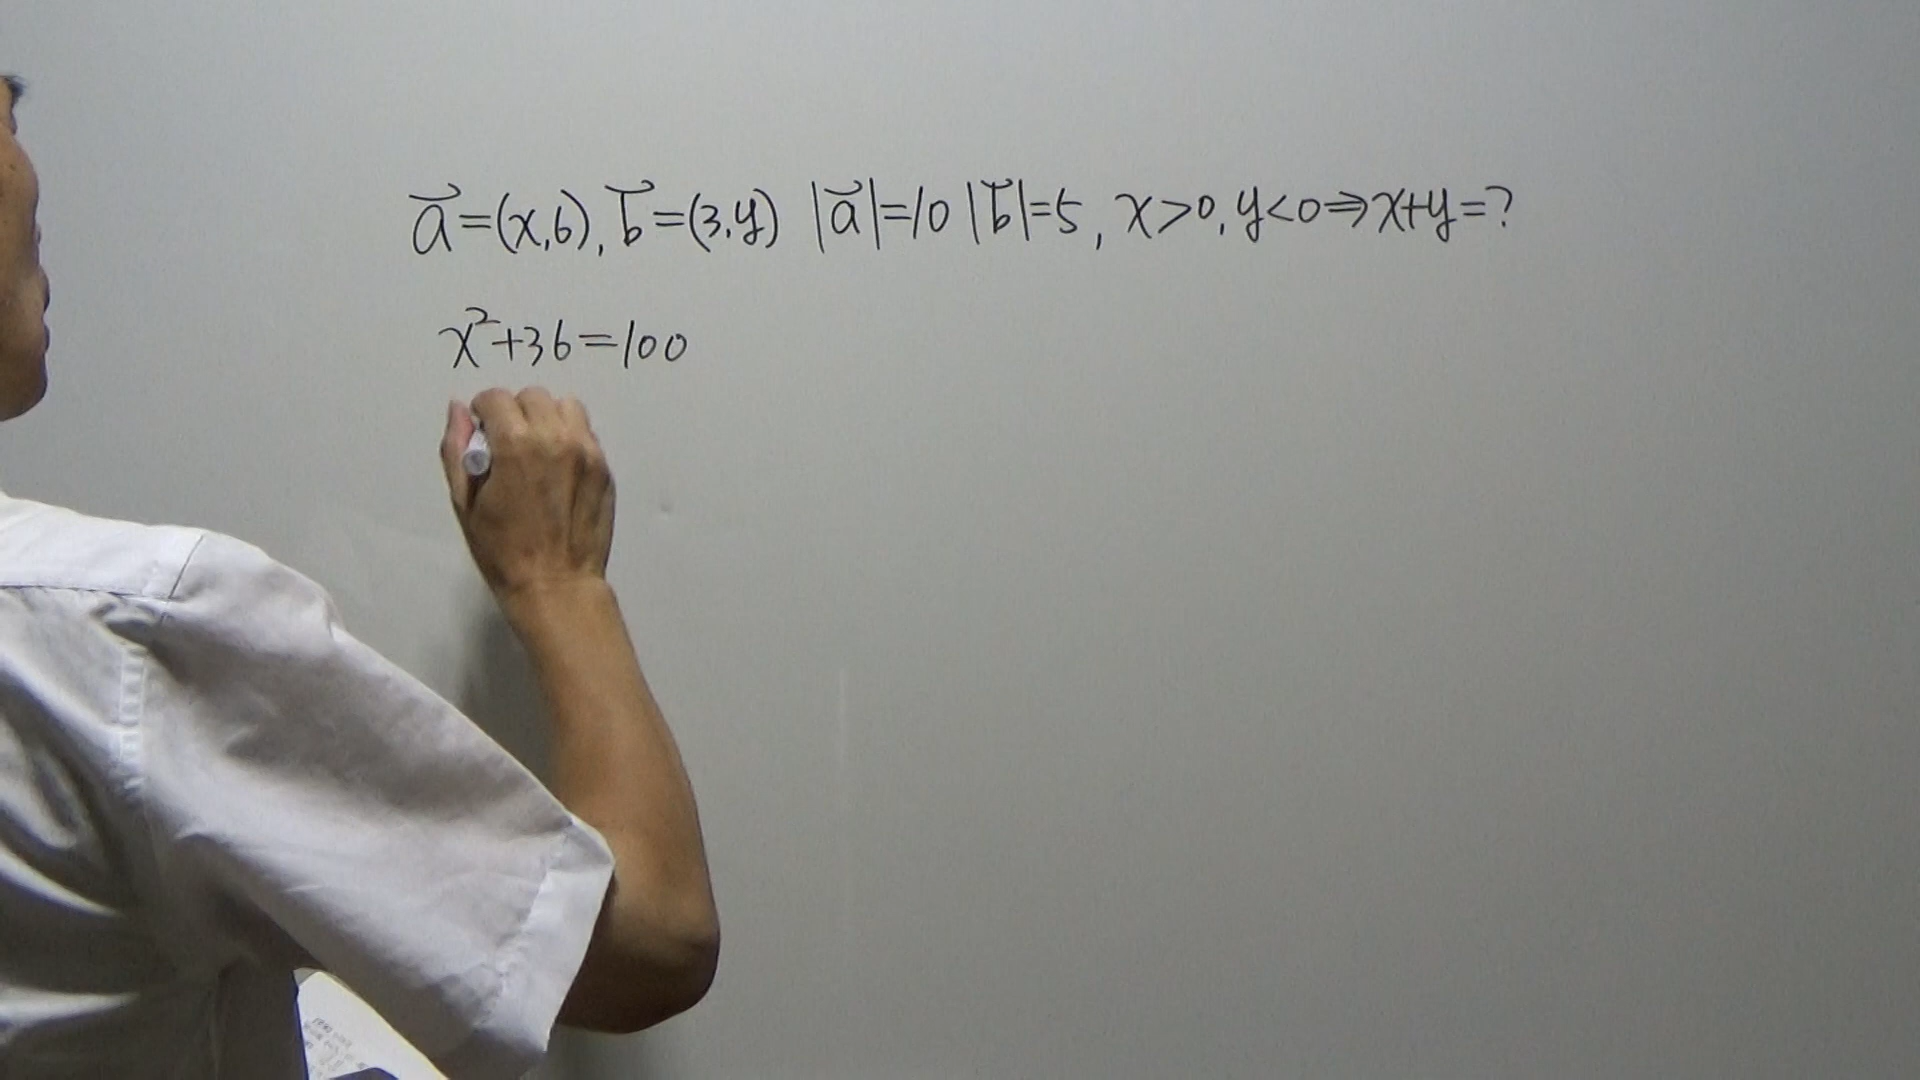 a⃗=(x,6), b⃗=(3,y) |a⃗|=10 |b⃗|=5, x>0, y<0⇒x+y=?
x²+36=100